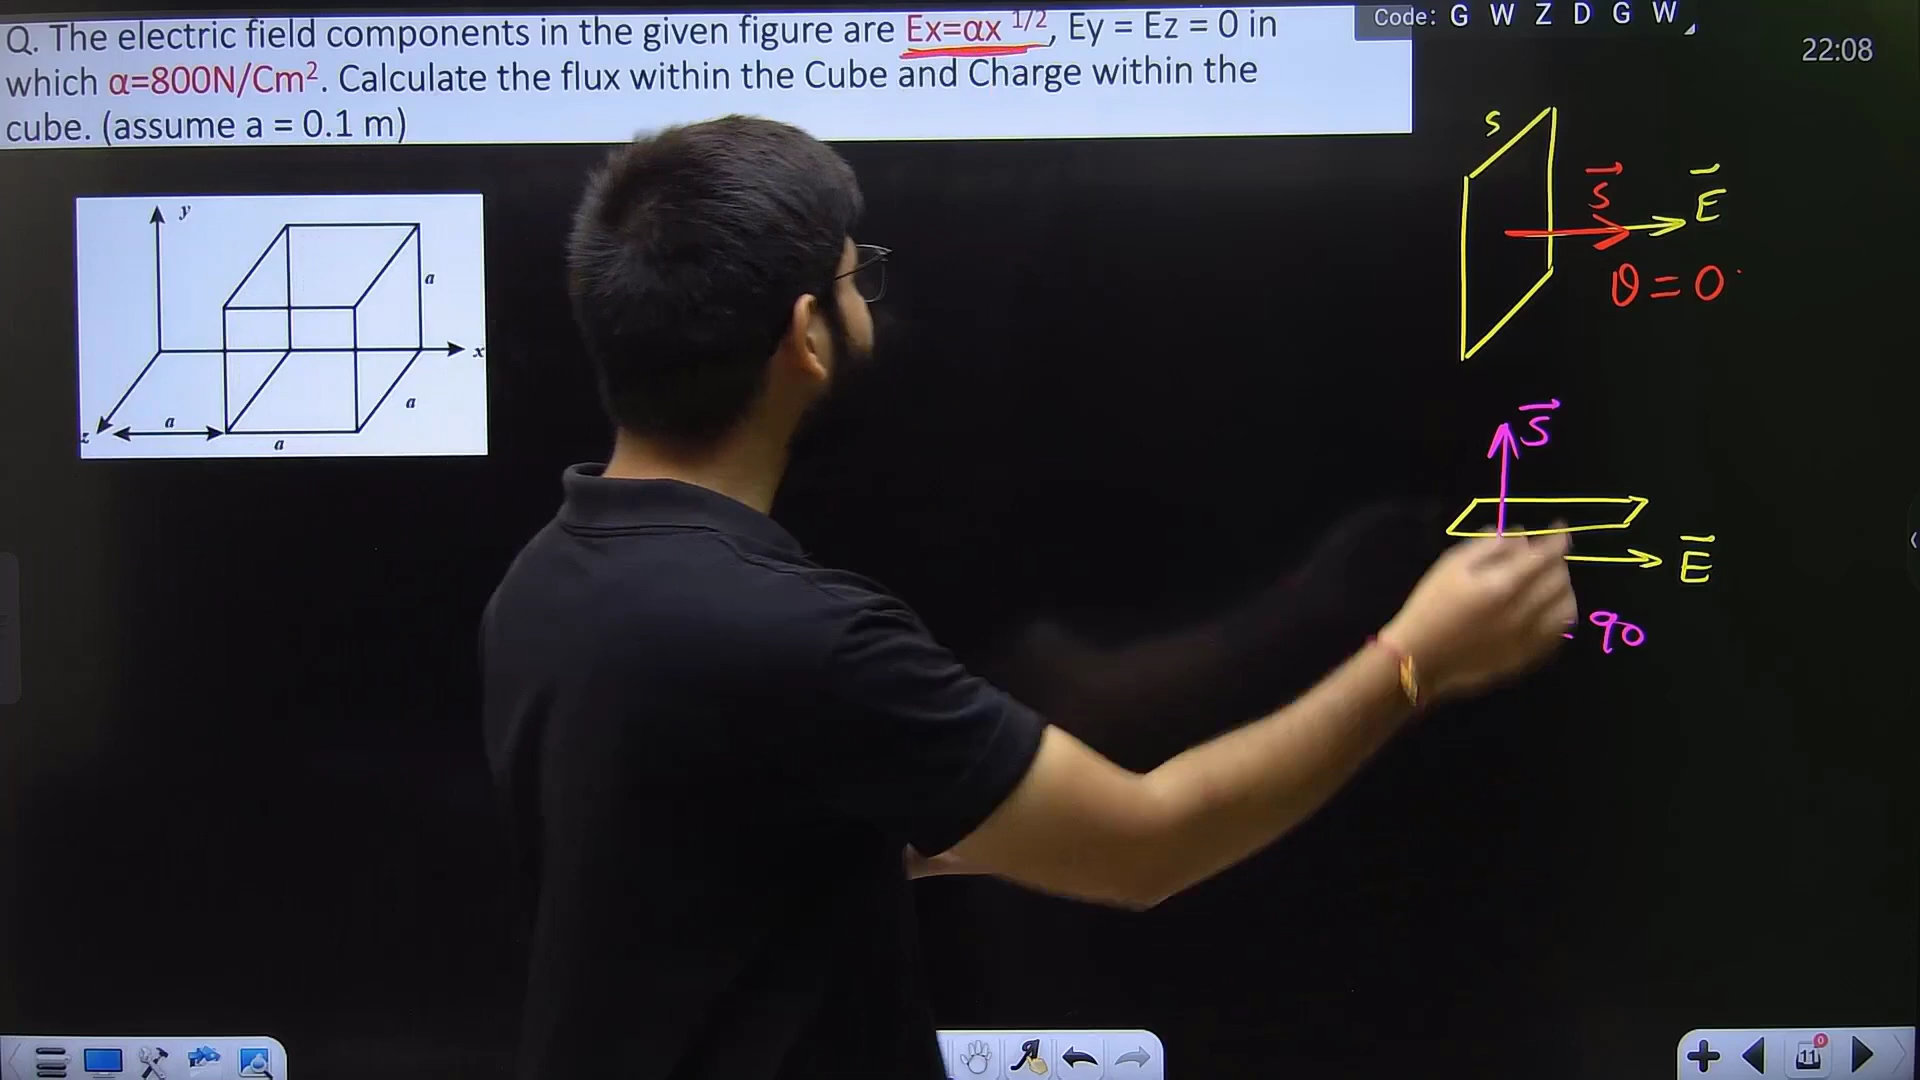 Q. The electric field components in the given figure are Ex=αx 1/2, Ey = Ez = 0 in
which α=800N/Cm². Calculate the flux within the Cube and Charge within the
cube. (assume a = 0.1 m)
Code: G W Z D G W
22:08
y
a
x
a
z
a
a
S
S
E
θ = 0
S
E
= 90
11
0